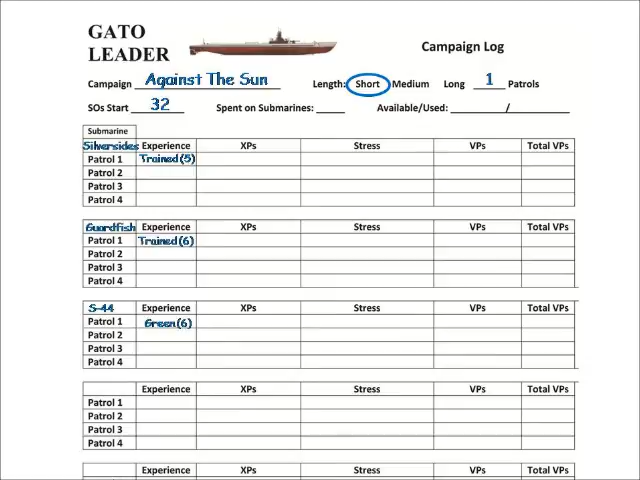 GATO
LEADER
Campaign Log
Campaign Against The Sun Length: Short Medium Long 1 Patrols
SOs Start 32 Spent on Submarines: Available/Used: /
Submarine
Silversides Experience XPs Stress VPs Total VPs
Patrol 1 Trained(5)
Patrol 2
Patrol 3
Patrol 4
Guardfish Experience XPs Stress VPs Total VPs
Patrol 1 Trained(6)
Patrol 2
Patrol 3
Patrol 4
S-44 Experience XPs Stress VPs Total VPs
Patrol 1 Green(6)
Patrol 2
Patrol 3
Patrol 4
Experience XPs Stress VPs Total VPs
Patrol 1
Patrol 2
Patrol 3
Patrol 4
Experience XPs Stress VPs Total VPs